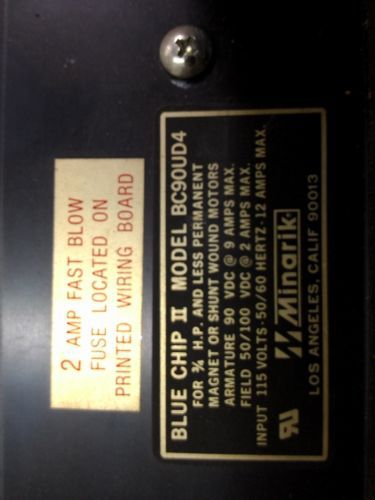 2 AMP FAST BLOW
FUSE LOCATED ON
PRINTED WIRING BOARD
BLUE CHIP II MODEL BC90UD4
FOR ¾ H.P. AND LESS PERMANENT
MAGNET OR SHUNT WOUND MOTORS
ARMATURE 90 VDC @ 9 AMPS MAX.
FIELD 50/100 VDC @ 2 AMPS MAX.
INPUT 115 VOLTS-50/60 HERTZ-12 AMPS MAX.
Minarik
LOS ANGELES, CALIF 90013